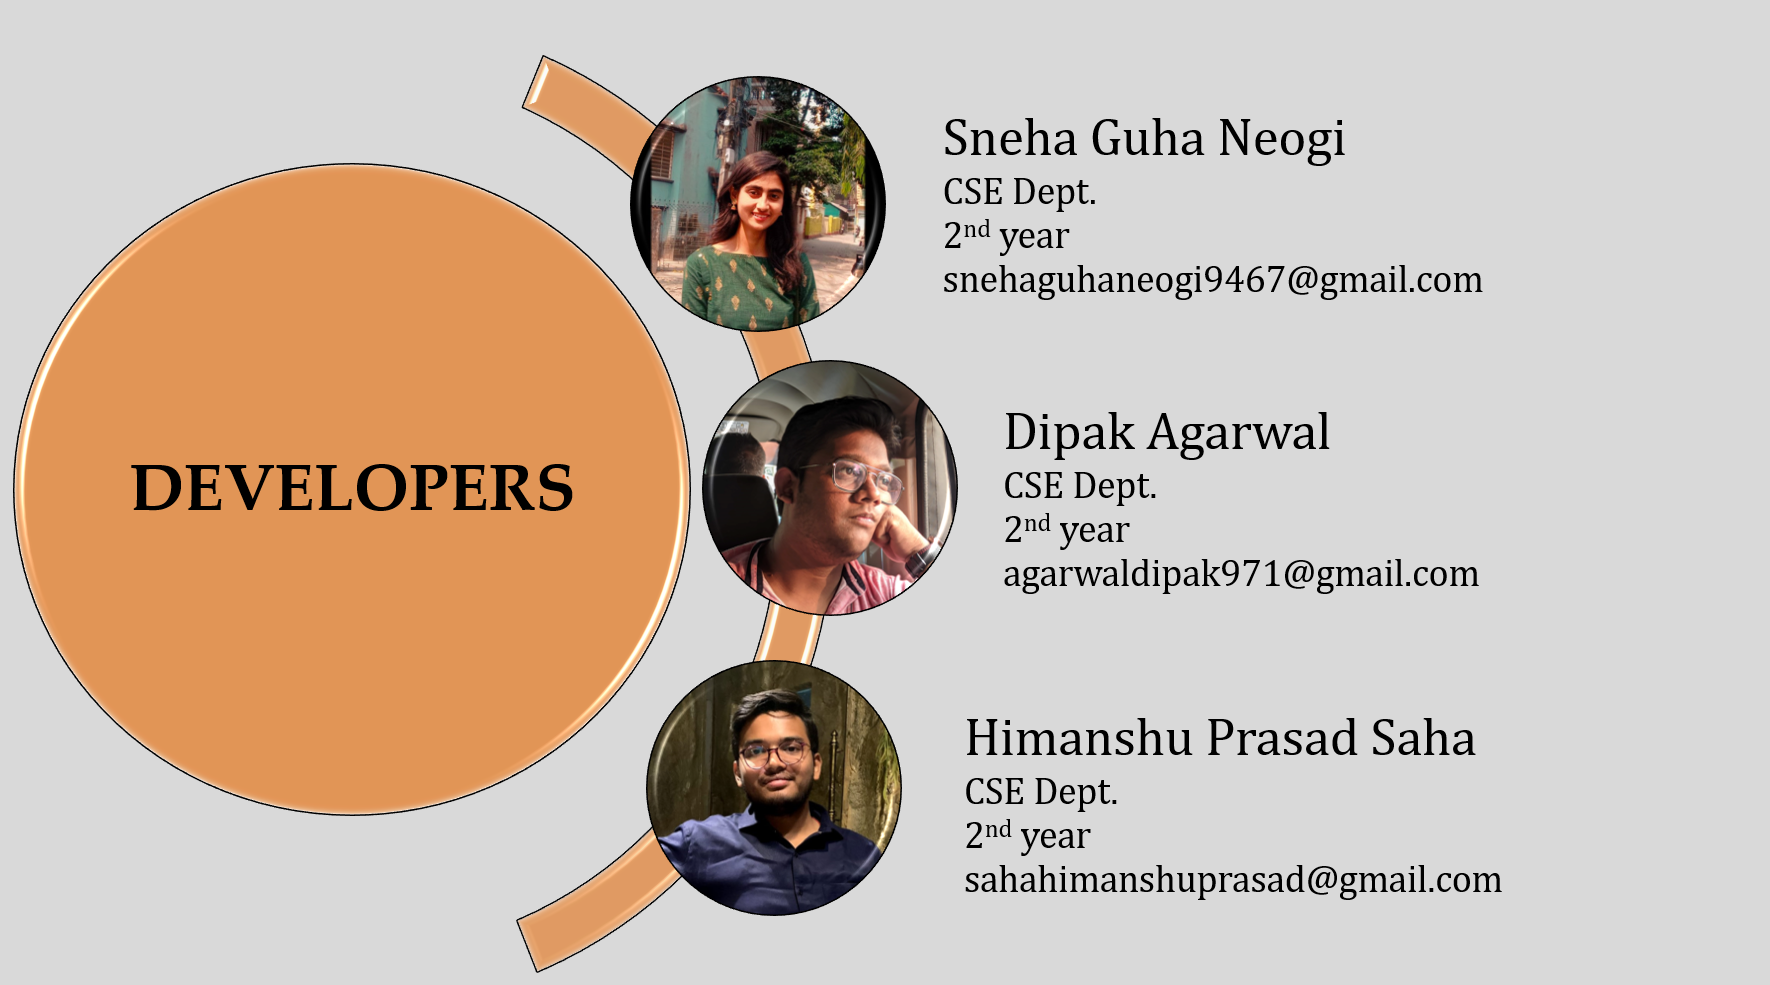 DEVELOPERS
Sneha Guha Neogi
CSE Dept.
2nd year
snehaguhaneogi9467@gmail.com
Dipak Agarwal
CSE Dept.
2nd year
agarwaldipak971@gmail.com
Himanshu Prasad Saha
CSE Dept.
2nd year
sahahimanshuprasad@gmail.com